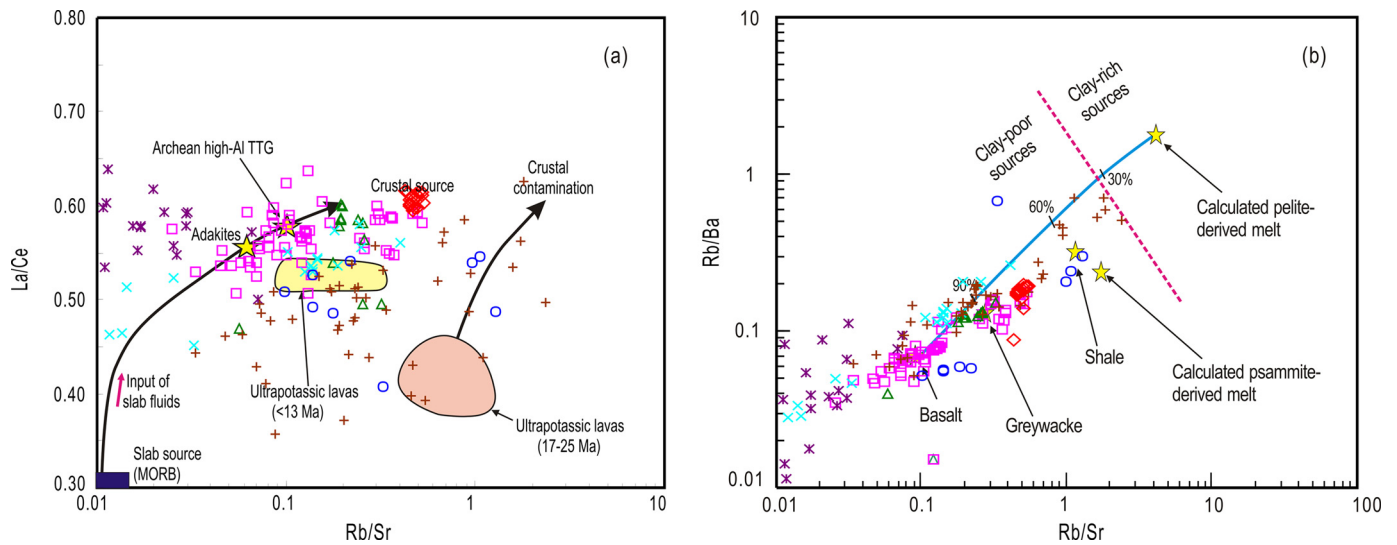 0.80
0.70
0.60
0.50
0.40
0.30
La/Ce
0.01
0.1
1
10
Rb/Sr
(a)
Archean high-Al TTG
Crustal source
Crustal
contamination
Adakites
Input of
slab fluids
Slab source
(MORB)
Ultrapotassic lavas
(<13 Ma)
Ultrapotassic lavas
(17-25 Ma)
10
1
0.1
0.01
Rb/Ba
0.01
0.1
1
10
100
Rb/Sr
(b)
Clay-poor
sources
Clay-rich
sources
30%
60%
90%
Calculated pelite-
derived melt
Shale
Calculated psammite-
derived melt
Basalt
Greywacke